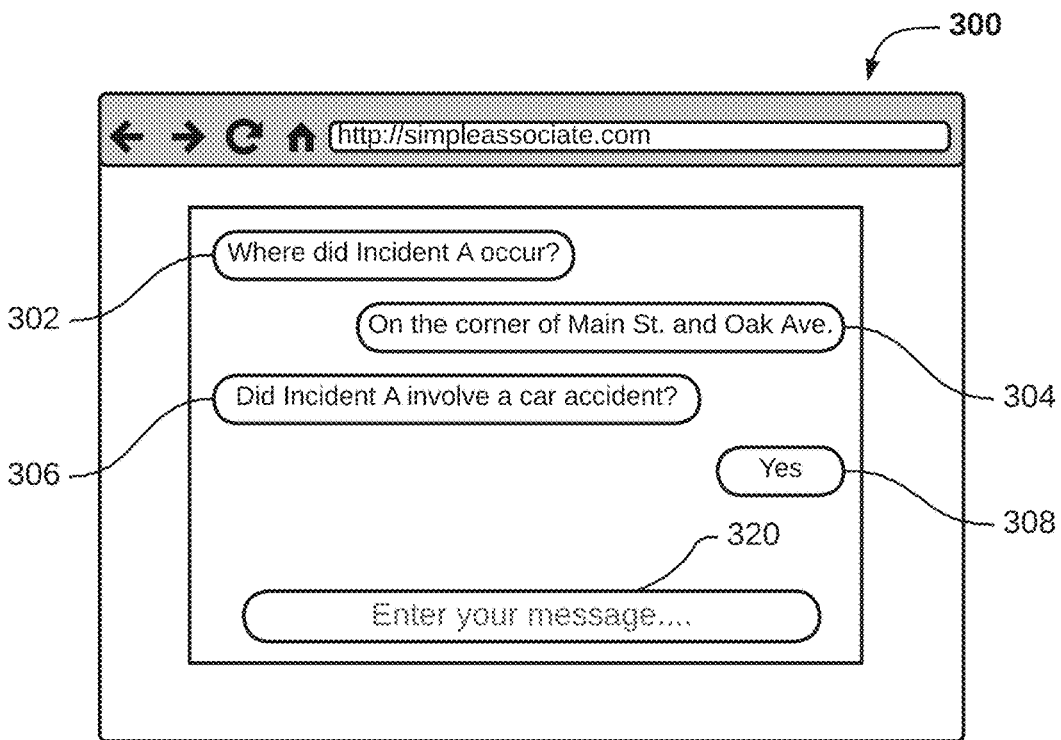 300
http://simpleassociate.com
Where did Incident A occur?
302
On the corner of Main St. and Oak Ave.
304
Did Incident A involve a car accident?
306
Yes
308
320
Enter your message....